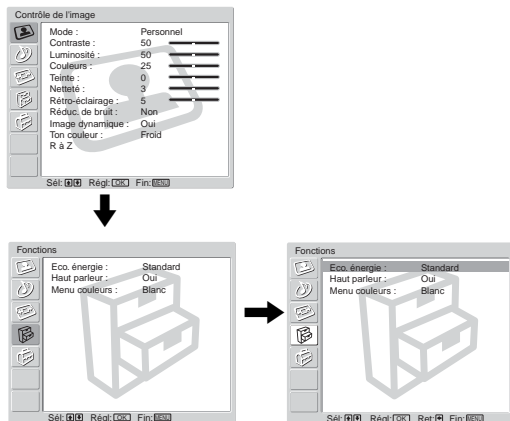 Contrôle de l'image
Mode : Personnel
Contraste : 50
Luminosité : 50
Couleurs : 25
Teinte : 0
Netteté : 3
Rétro-éclairage : 5
Réduc. de bruit : Non
Image dynamique : Oui
Ton couleur : Froid
R à Z
Sél: Régl: OK Fin: MENU
Fonctions
Eco. énergie : Standard
Haut parleur : Oui
Menu couleurs : Blanc
Sél: Régl: OK Fin: MENU
Fonctions
Eco. énergie : Standard
Haut parleur : Oui
Menu couleurs : Blanc
Sél: Régl: OK Ret: Fin: MENU